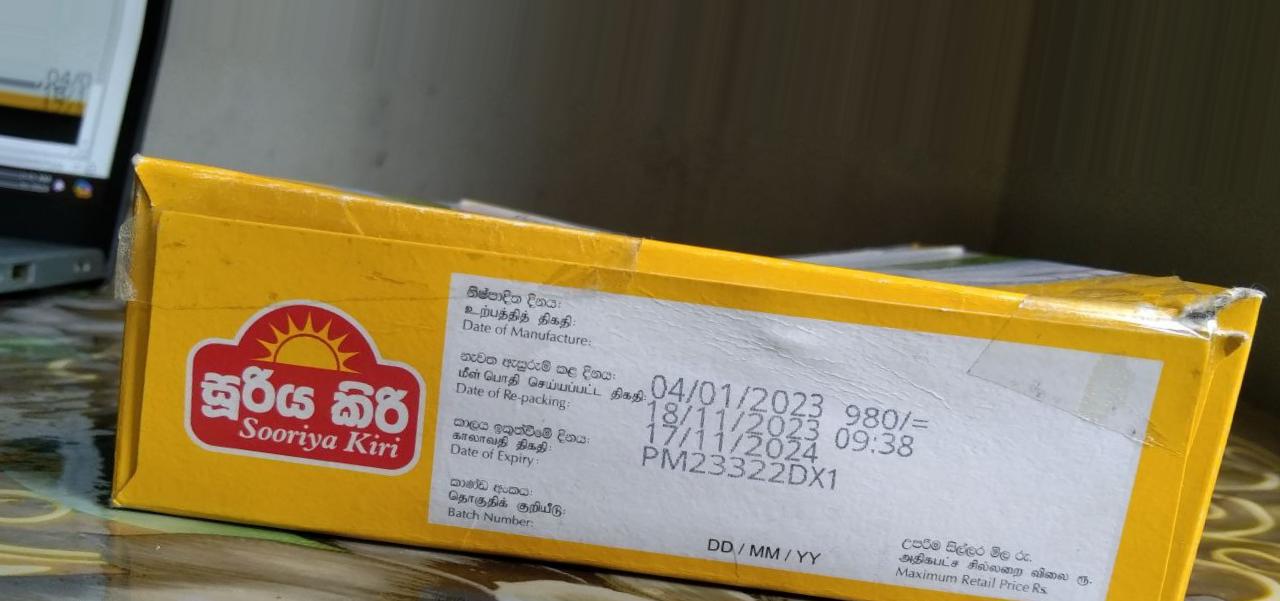 04/0
සූරිය කිරි
Sooriya Kiri
නිෂ්පාදිත දිනය:
உற்பத்தித் திகதி:
Date of Manufacture:
නැවත ඇසුරුම් කළ දිනය:
மீள் பொதி செய்யப்பட்ட திகதி:
Date of Re-packing:
කාලය ඉකුත්වීමේ දිනය:
காலாவதி திகதி:
Date of Expiry:
කාණ්ඩ අංකය:
தொகுதிக் குறியீடு:
Batch Number:
04/01/2023 980/=
18/11/2023 09:38
17/11/2024
PM23322DX1
DD / MM / YY
උපරිම සිල්ලර මිල රු.
அதிகபட்ச சில்லறை விலை ரூ.
Maximum Retail Price Rs.